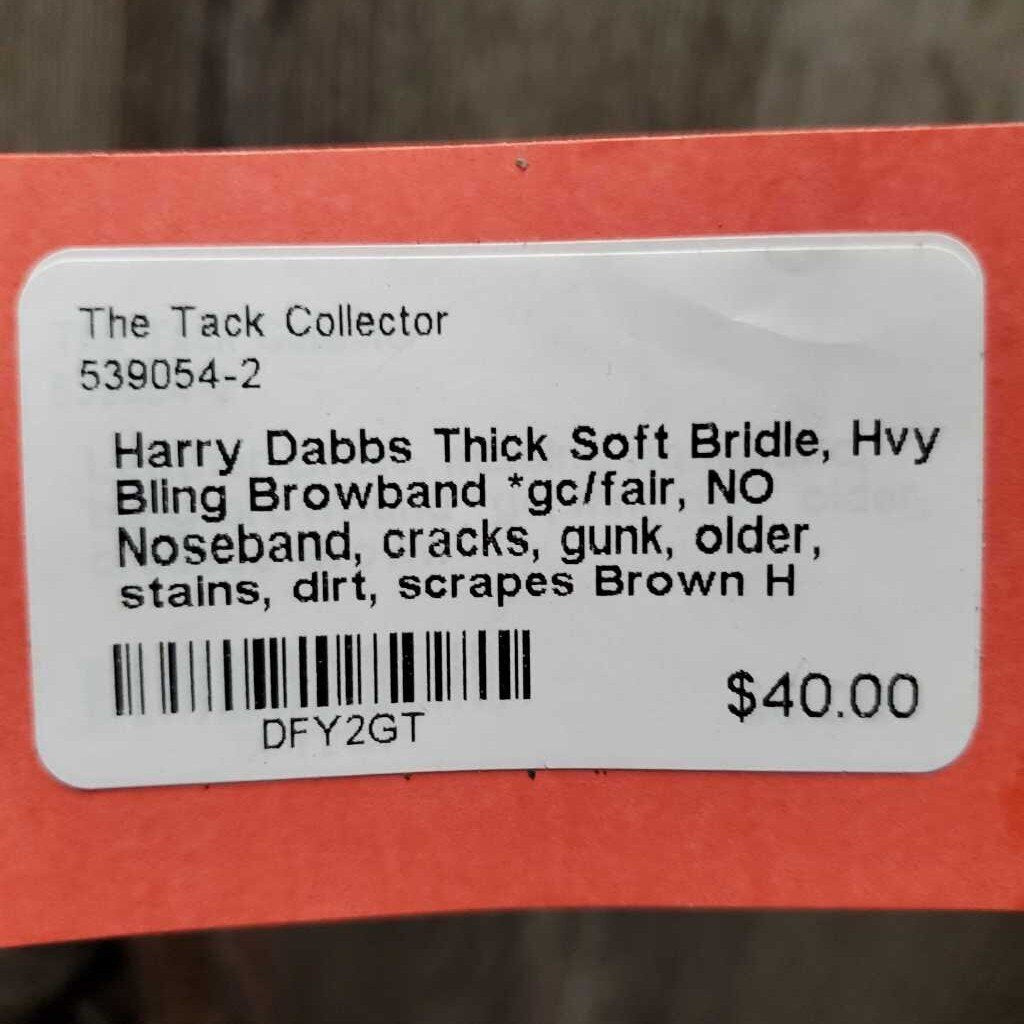 The Tack Collector
539054-2
Harry Dabbs Thick Soft Bridle, Hvy
Bling Browband *gc/fair, NO
Noseband, cracks, gunk, older,
stains, dirt, scrapes Brown H
DFY2GT
$40.00